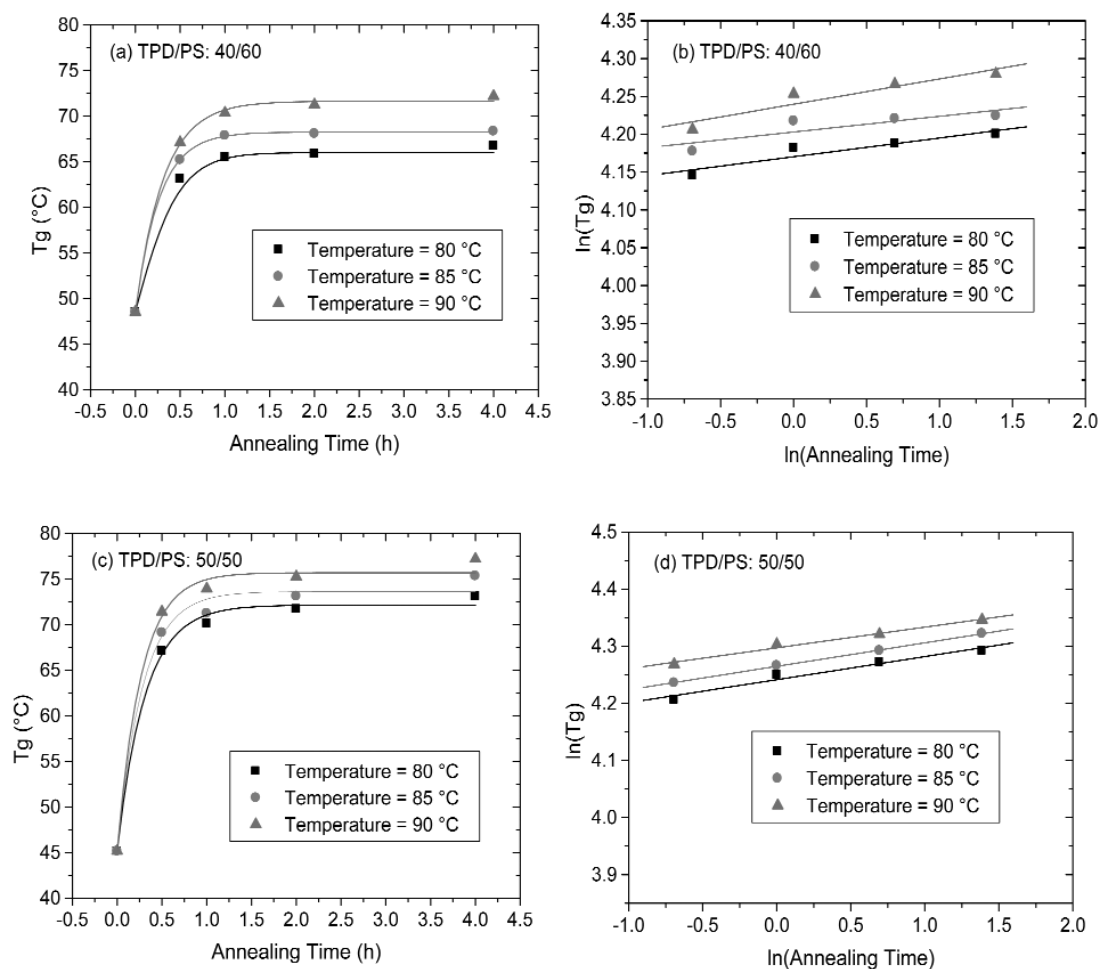 (a) TPD/PS: 40/60
80
75
70
65
60
55
50
45
40
Tg (°C)
Temperature = 80 °C
Temperature = 85 °C
Temperature = 90 °C
-0.5 0.0 0.5 1.0 1.5 2.0 2.5 3.0 3.5 4.0 4.5
Annealing Time (h)
(b) TPD/PS: 40/60
4.35
4.30
4.25
4.20
4.15
4.10
4.05
4.00
3.95
3.90
3.85
ln(Tg)
Temperature = 80 °C
Temperature = 85 °C
Temperature = 90 °C
-1.0 -0.5 0.0 0.5 1.0 1.5 2.0
ln(Annealing Time)
(c) TPD/PS: 50/50
80
75
70
65
60
55
50
45
40
Tg (°C)
Temperature = 80 °C
Temperature = 85 °C
Temperature = 90 °C
-0.5 0.0 0.5 1.0 1.5 2.0 2.5 3.0 3.5 4.0 4.5
Annealing Time (h)
(d) TPD/PS: 50/50
4.5
4.4
4.3
4.2
4.1
4.0
3.9
ln(Tg)
Temperature = 80 °C
Temperature = 85 °C
Temperature = 90 °C
-1.0 -0.5 0.0 0.5 1.0 1.5 2.0
ln(Annealing Time)